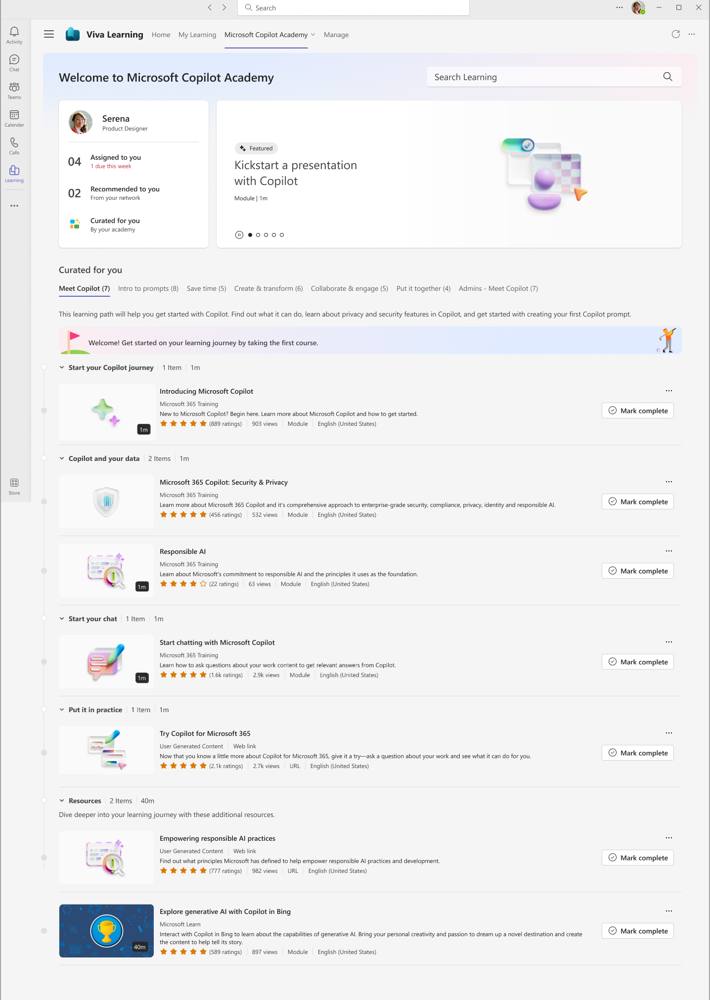 Search
Activity
Chat
Teams
Calender
Calls
Learning
Store
Viva Learning Home My Learning Microsoft Copilot Academy Manage
Welcome to Microsoft Copilot Academy
Search Learning
Serena
Product Designer
04 Assigned to you
1 due this week
02 Recommended to you
From your network
Curated for you
By your academy
Featured
Kickstart a presentation
with Copilot
Module | 1m
Curated for you
Meet Copilot (7) Intro to prompts (8) Save time (5) Create & transform (6) Collaborate & engage (5) Put it together (4) Admins - Meet Copilot (7)
This learning path will help you get started with Copilot. Find out what it can do, learn about privacy and security features in Copilot, and get started with creating your first Copilot prompt.
Welcome! Get started on your learning journey by taking the first course.
Start your Copilot journey 1 Item 1m
1m
Introducing Microsoft Copilot
Microsoft 365 Training
New to Microsoft Copilot? Begin here. Learn more about Microsoft Copilot and how to get started.
(889 ratings) 903 views Module English (United States)
Mark complete
Copilot and your data 2 Items 1m
Microsoft 365 Copilot: Security & Privacy
Microsoft 365 Training
Learn more about Microsoft 365 Copilot and it's comprehensive approach to enterprise-grade security, compliance, privacy, identity and responsible AI.
(456 ratings) 532 views Module English (United States)
Mark complete
1m
Responsible AI
Microsoft 365 Training
Learn about Microsoft's commitment to responsible AI and the principles it uses as the foundation.
(22 ratings) 63 views Module English (United States)
Mark complete
Start your chat 1 Item 1m
1m
Start chatting with Microsoft Copilot
Microsoft 365 Training
Learn how to ask questions about your work content to get relevant answers from Copilot.
(1.6k ratings) 2.9k views Module English (United States)
Mark complete
Put it in practice 1 Item 1m
Try Copilot for Microsoft 365
User Generated Content Web link
Now that you know a little more about Copilot for Microsoft 365, give it a try—ask a question about your work and see what it can do for you.
(2.1k ratings) 2.7k views URL English (United States)
Mark complete
Resources 2 Items 40m
Dive deeper into your learning journey with these additional resources.
Empowering responsible AI practices
User Generated Content Web link
Find out what principles Microsoft has defined to help empower responsible AI practices and development.
(777 ratings) 982 views URL English (United States)
Mark complete
40m
Explore generative AI with Copilot in Bing
Microsoft Learn
Interact with Copilot in Bing to learn about the capabilities of generative AI. Bring your personal creativity and passion to dream up a novel destination and create
the content to help tell its story.
(589 ratings) 897 views Module English (United States)
Mark complete